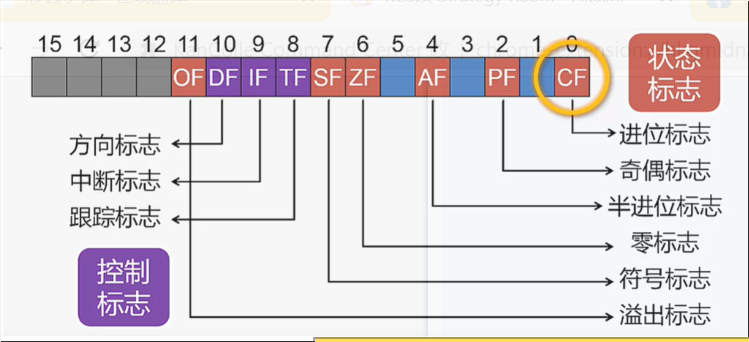 15 14 13 12 11 10 9 8 7 6 5 4 3 2 1 0
OF DF IF TF SF ZF AF PF CF
状态
标志
方向标志
中断标志
跟踪标志
进位标志
奇偶标志
半进位标志
零标志
符号标志
溢出标志
控制
标志